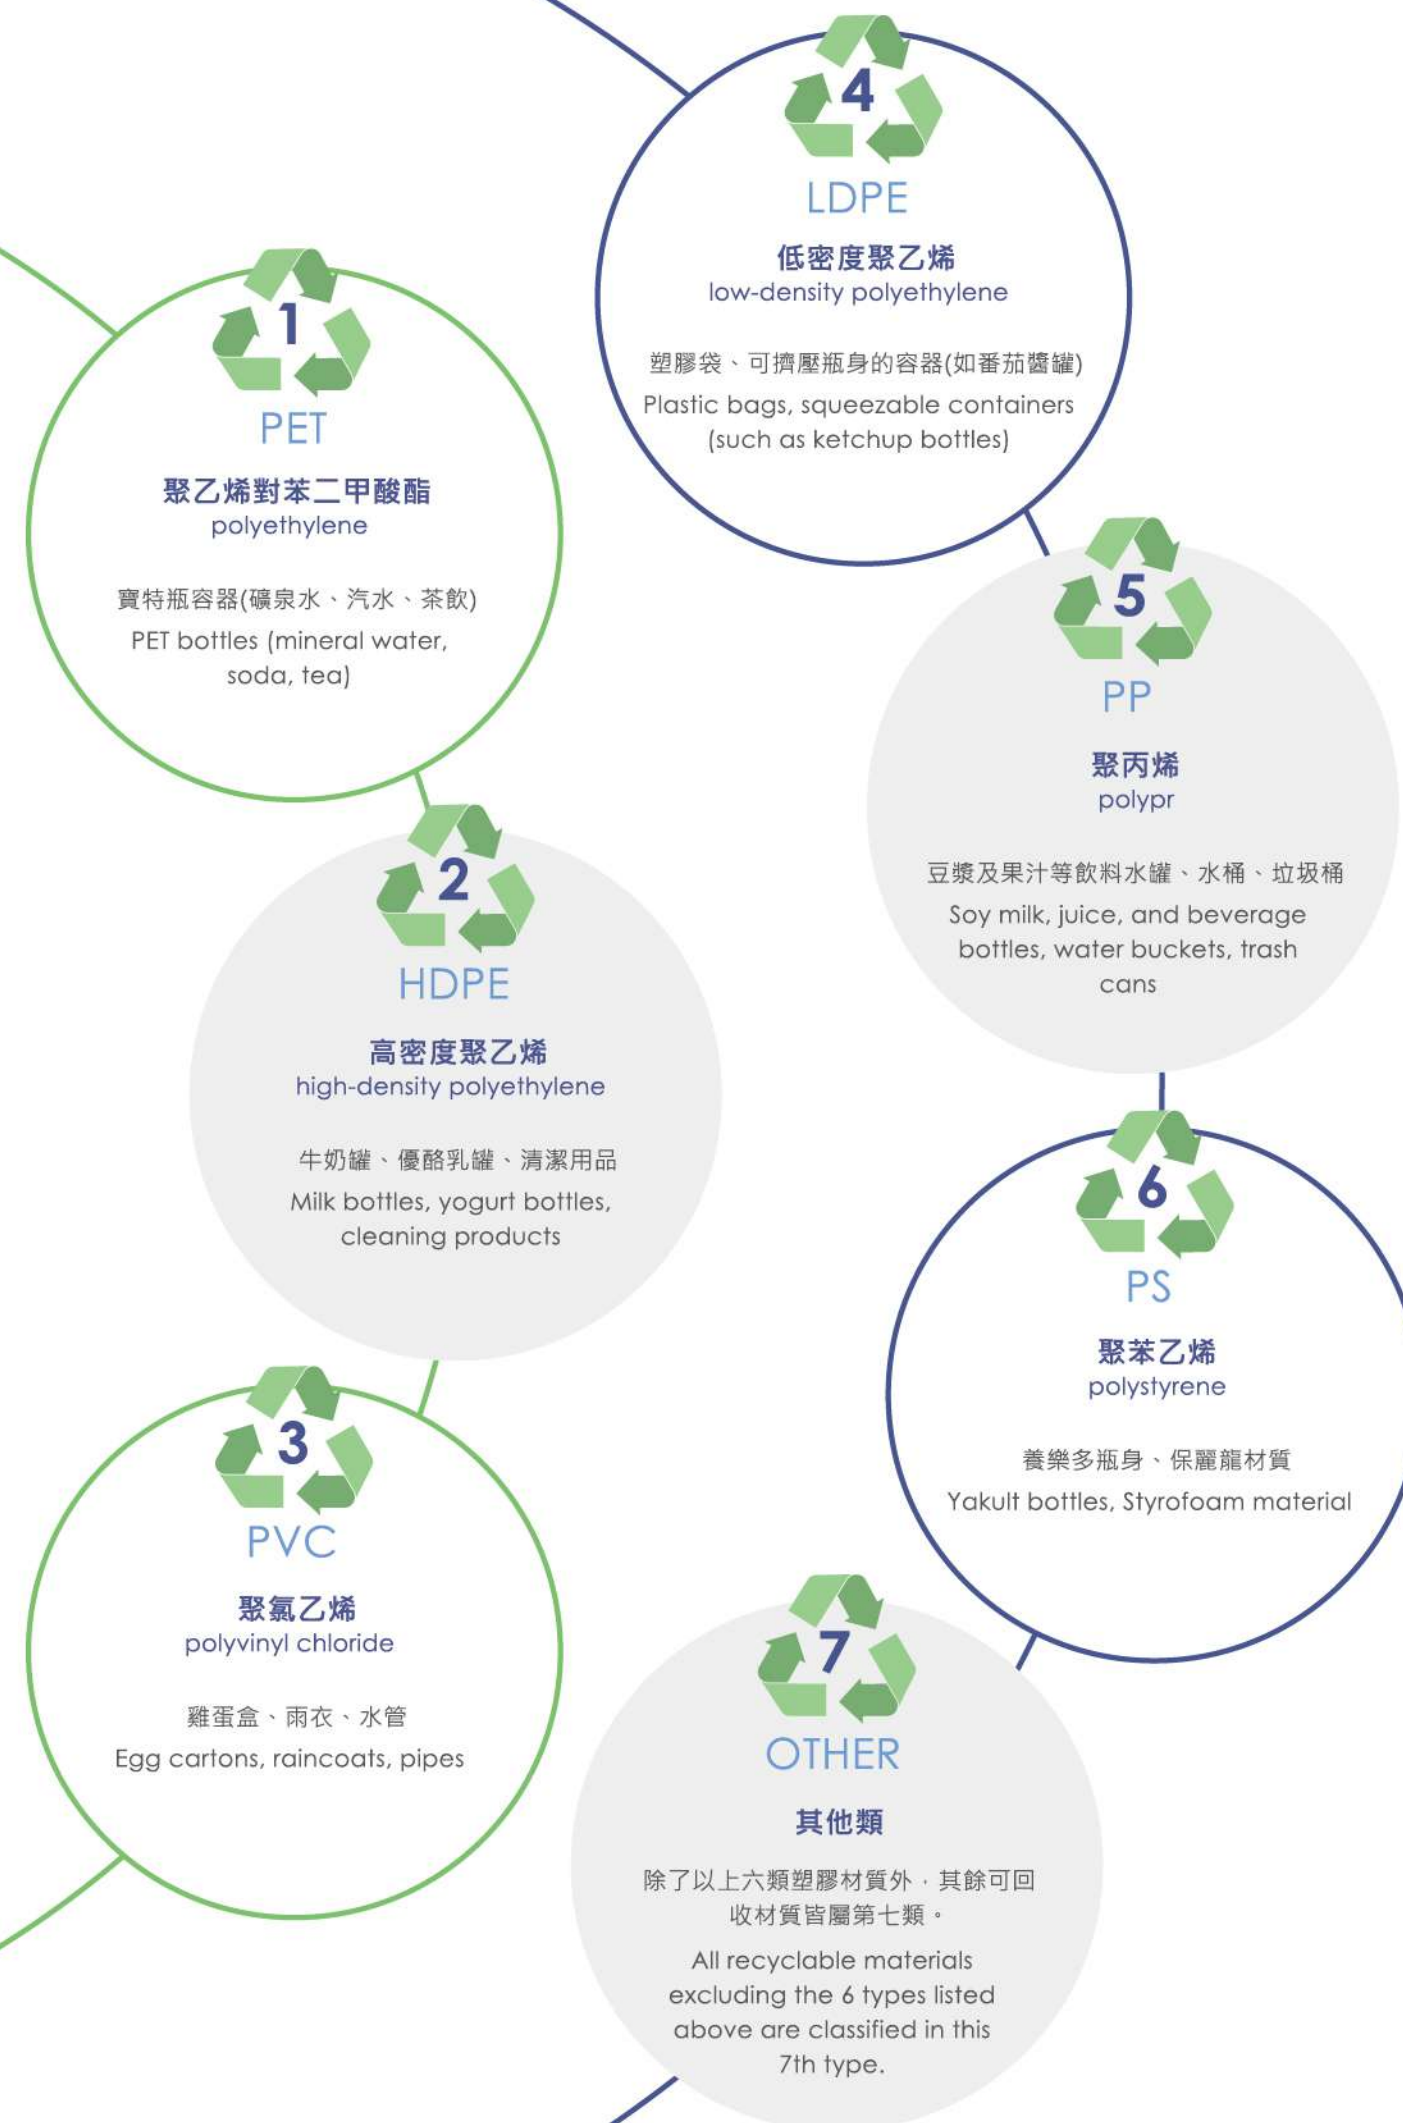 1
PET
聚乙烯對苯二甲酸酯
polyethylene
寶特瓶容器(礦泉水、汽水、茶飲)
PET bottles (mineral water,
soda, tea)
2
HDPE
高密度聚乙烯
high-density polyethylene
牛奶罐、優酪乳罐、清潔用品
Milk bottles, yogurt bottles,
cleaning products
3
PVC
聚氯乙烯
polyvinyl chloride
雞蛋盒、雨衣、水管
Egg cartons, raincoats, pipes
4
LDPE
低密度聚乙烯
low-density polyethylene
塑膠袋、可擠壓瓶身的容器(如番茄醬罐)
Plastic bags, squeezable containers
(such as ketchup bottles)
5
PP
聚丙烯
polypr
豆漿及果汁等飲料水罐、水桶、垃圾桶
Soy milk, juice, and beverage
bottles, water buckets, trash
cans
6
PS
聚苯乙烯
polystyrene
養樂多瓶身、保麗龍材質
Yakult bottles, Styrofoam material
7
OTHER
其他類
除了以上六類塑膠材質外，其餘可回
收材質皆屬第七類。
All recyclable materials
excluding the 6 types listed
above are classified in this
7th type.